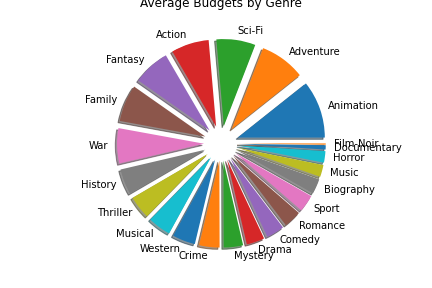 Average Budgets by Genre
Sci-Fi
Action
Adventure
Fantasy
Family
Animation
War
Film-Noir
Documentary
Horror
Music
History
Biography
Thriller
Sport
Musical
Romance
Western
Comedy
Crime
Mystery
Drama